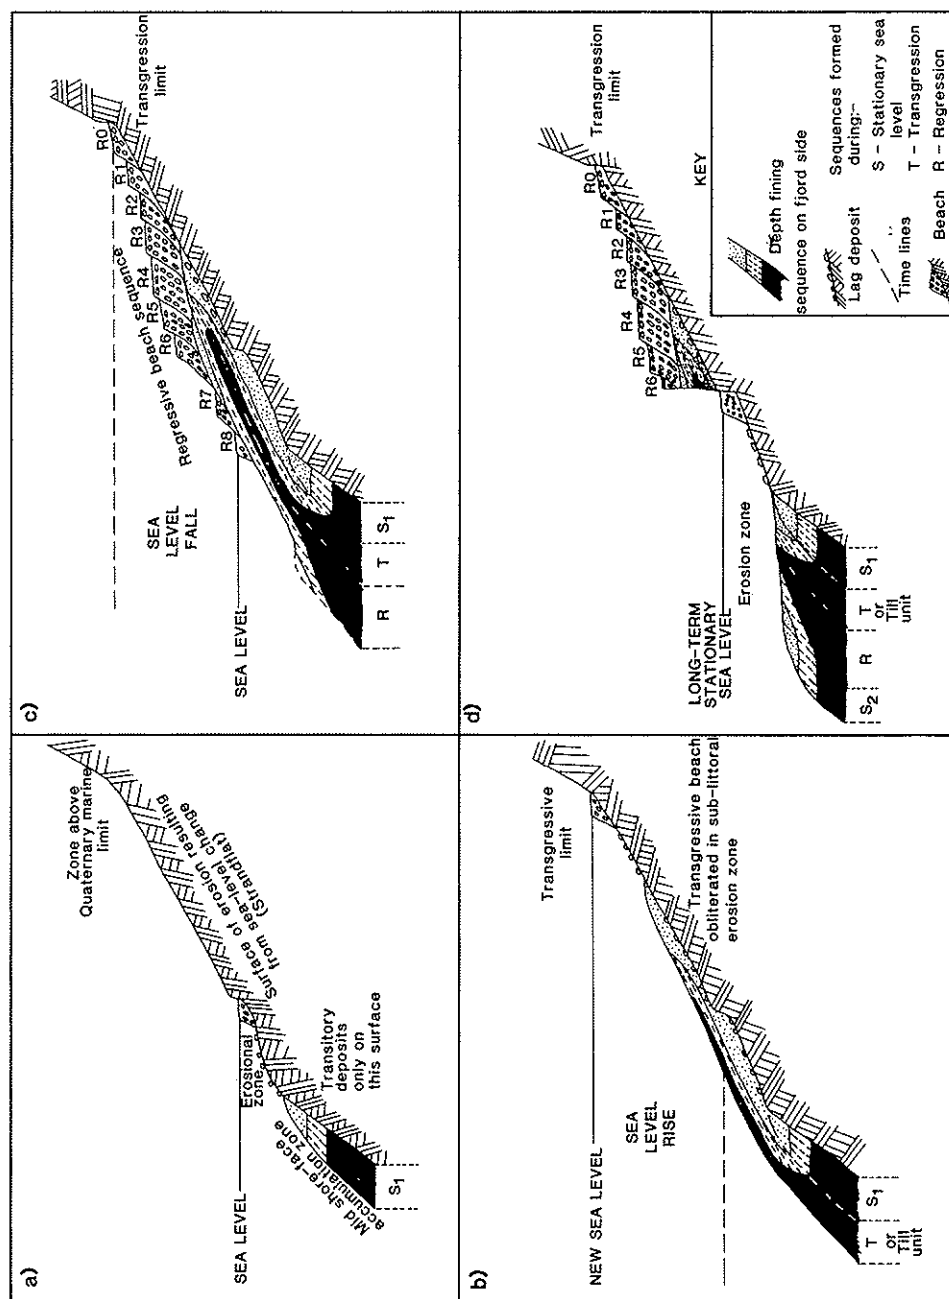 a)
Zone above
Quaternary marine
limit
Surface of erosion resulting
from sea-level change
(Strandflat)
SEA LEVEL
Erosional
zone
Transitory
deposits
only on
this surface
Mid shore-face
accumulation zone
S1
b)
Transgressive
limit
NEW SEA LEVEL
SEA
LEVEL
RISE
Transgressive beach
obliterated in sub-littoral
erosion zone
T
or
Till
unit
S1
c)
Transgression
limit
R0
R1
R2
R3
R4
R5
R6
R7
R8
Regressive beach sequence
SEA
LEVEL
FALL
SEA LEVEL
R
T
S1
d)
Transgression
limit
R0
R1
R2
R3
R4
R5
R6
LONG-TERM
STATIONARY
SEA LEVEL
Erosion zone
S2
R
T
or
Till
unit
S1
KEY
Depth fining
sequence on fjord side
Lag deposit
Time lines
Beach
Sequences formed
during:-
S - Stationary sea
level
T - Transgression
R - Regression